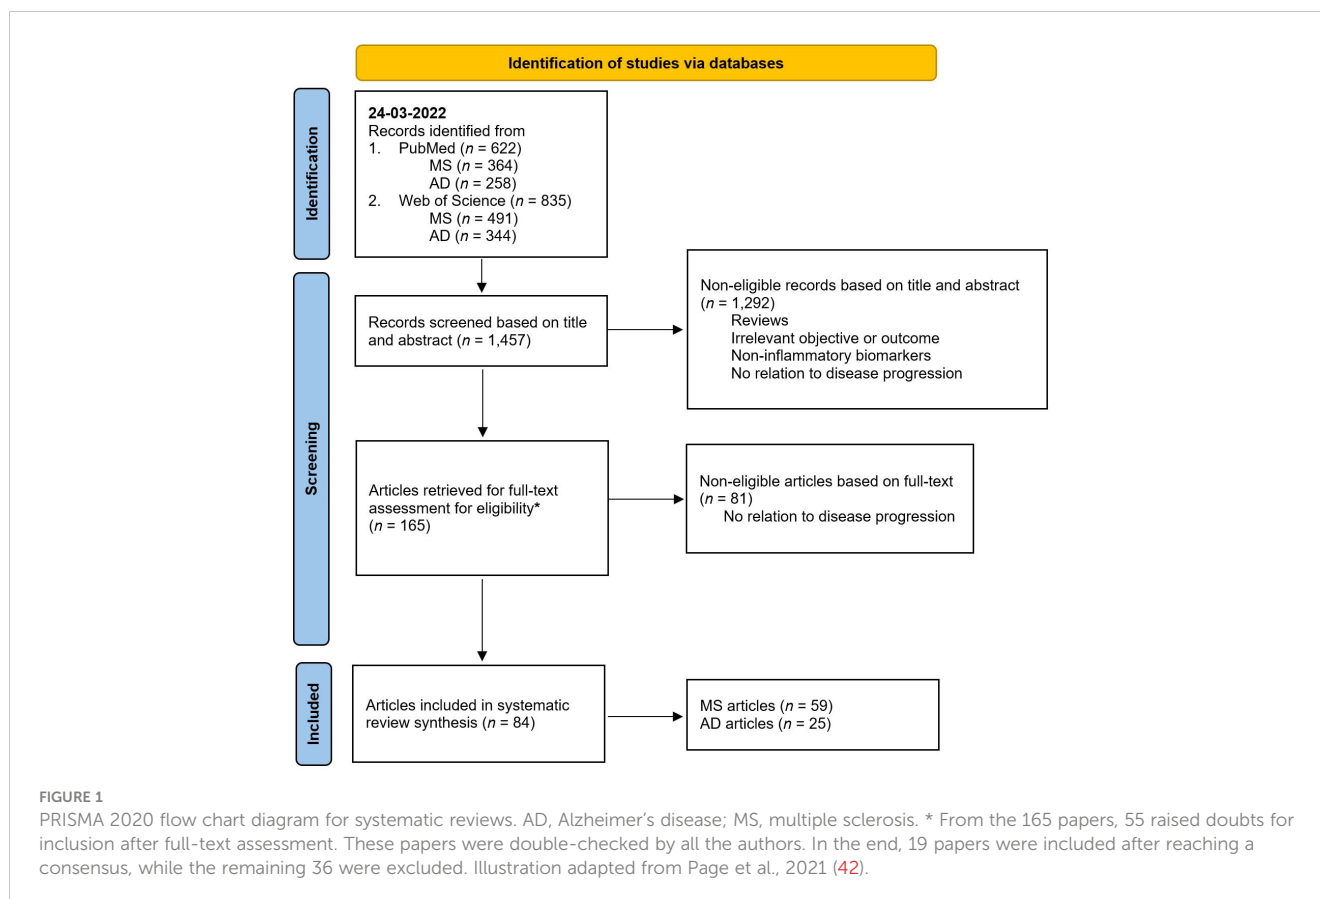 Identification of studies via databases
Identification
24-03-2022
Records identified from
1. PubMed (n = 622)
MS (n = 364)
AD (n = 258)
2. Web of Science (n = 835)
MS (n = 491)
AD (n = 344)
Screening
Records screened based on title
and abstract (n = 1,457)
Non-eligible records based on title and abstract
(n = 1,292)
Reviews
Irrelevant objective or outcome
Non-inflammatory biomarkers
No relation to disease progression
Articles retrieved for full-text
assessment for eligibility*
(n = 165)
Non-eligible articles based on full-text
(n = 81)
No relation to disease progression
Included
Articles included in systematic
review synthesis (n = 84)
MS articles (n = 59)
AD articles (n = 25)
FIGURE 1
PRISMA 2020 flow chart diagram for systematic reviews. AD, Alzheimer's disease; MS, multiple sclerosis. * From the 165 papers, 55 raised doubts for
inclusion after full-text assessment. These papers were double-checked by all the authors. In the end, 19 papers were included after reaching a
consensus, while the remaining 36 were excluded. Illustration adapted from Page et al., 2021 (42).